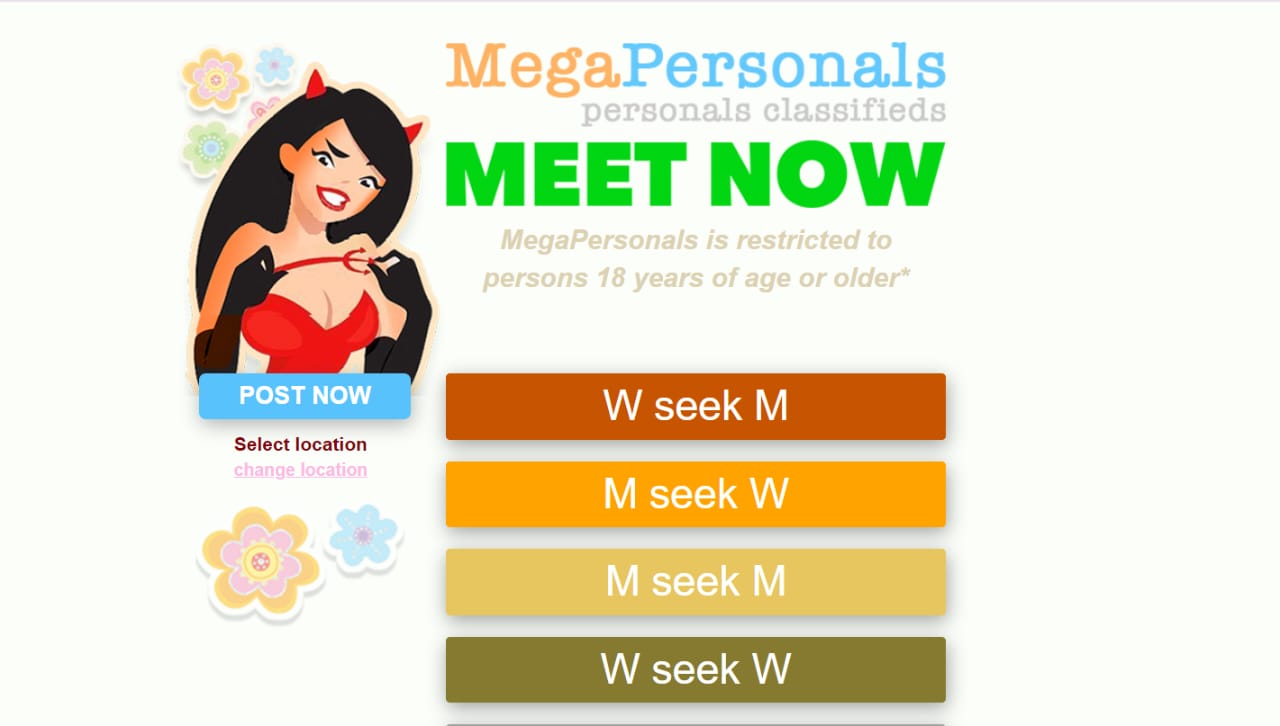 MegaPersonals
personals classifieds
MEET NOW
MegaPersonals is restricted to
persons 18 years of age or older*
POST NOW
Select location
change location
W seek M
M seek W
M seek M
W seek W